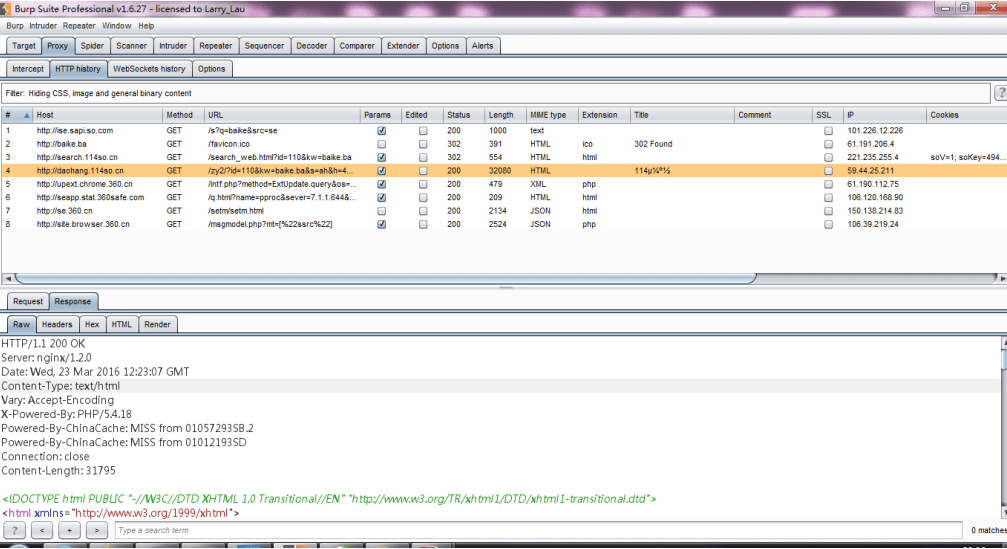 Burp Suite Professional v1.6.27 - licensed to Larry_Lau
Burp Intruder Repeater Window Help
Target Proxy Spider Scanner Intruder Repeater Sequencer Decoder Comparer Extender Options Alerts
Intercept HTTP history WebSockets history Options
Filter: Hiding CSS, image and general binary content ?
# Host Method URL Params Edited Status Length MIME type Extension Title Comment SSL IP Cookies
1 http://ise.sapi.so.com GET /s?q=baike&src=se 200 1000 text 101.226.12.226
2 http://baike.ba GET /favicon.ico 302 391 HTML ico 302 Found 61.191.206.4
3 http://search.114so.cn GET /search_web.html?id=110&kw=baike.ba 302 554 HTML html 221.235.255.4 soV=1; soKey=494...
4 http://daohang.114so.cn GET /zy2/?id=110&kw=baike.ba&s=ah&h=4... 200 32080 HTML 114µ¼º½ 59.44.25.211
5 http://upext.chrome.360.cn GET /intf.php?method=ExtUpdate.query&os=... 200 479 XML php 61.190.112.75
6 http://seapp.stat.360safe.com GET /q.html?name=pproc&sever=7.1.1.644&... 200 209 HTML html 106.120.168.90
7 http://se.360.cn GET /setm/setm.html 200 2134 JSON html 150.138.214.83
8 http://site.browser.360.cn GET /msgmodel.php?mt=[%22ssrc%22] 200 2524 JSON php 106.39.219.24
Request Response
Raw Headers Hex HTML Render
HTTP/1.1 200 OK
Server: nginx/1.2.0
Date: Wed, 23 Mar 2016 12:23:07 GMT
Content-Type: text/html
Vary: Accept-Encoding
X-Powered-By: PHP/5.4.18
Powered-By-ChinaCache: MISS from 01057293SB.2
Powered-By-ChinaCache: MISS from 01012193SD
Connection: close
Content-Length: 31795
<!DOCTYPE html PUBLIC "-//W3C//DTD XHTML 1.0 Transitional//EN" "http://www.w3.org/TR/xhtml1/DTD/xhtml1-transitional.dtd">
<html xmlns="http://www.w3.org/1999/xhtml">
? < + > Type a search term 0 matches